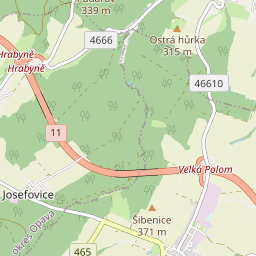 339 m
4666
Ostrá hůrka
315 m
Hrabyně
Hrabyně
46610
11
Velká Polom
Josefovice
Šibenice
371 m
okres Opava
465